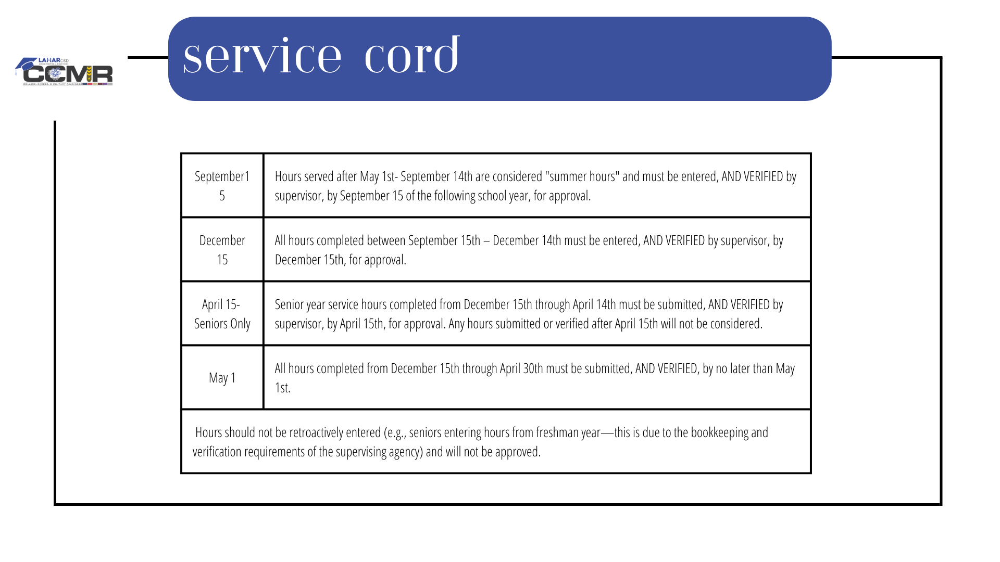 LAMARCISD
CCMR
COLLEGE, CAREER, & MILITARY READINESS
service cord
September1
5
Hours served after May 1st- September 14th are considered "summer hours" and must be entered, AND VERIFIED by
supervisor, by September 15 of the following school year, for approval.
December
15
All hours completed between September 15th – December 14th must be entered, AND VERIFIED by supervisor, by
December 15th, for approval.
April 15-
Seniors Only
Senior year service hours completed from December 15th through April 14th must be submitted, AND VERIFIED by
supervisor, by April 15th, for approval. Any hours submitted or verified after April 15th will not be considered.
May 1
All hours completed from December 15th through April 30th must be submitted, AND VERIFIED, by no later than May
1st.
Hours should not be retroactively entered (e.g., seniors entering hours from freshman year—this is due to the bookkeeping and
verification requirements of the supervising agency) and will not be approved.